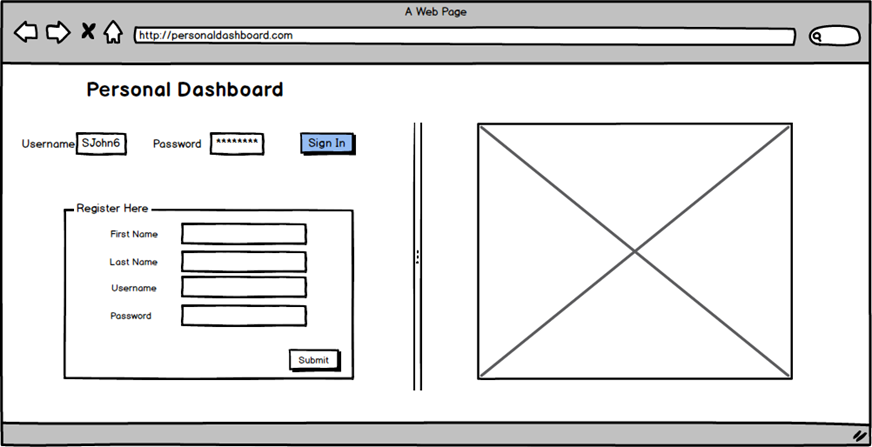 A Web Page
http://personaldashboard.com
Personal Dashboard
Username SJohn6 Password ******** Sign In
Register Here
First Name
Last Name
Username
Password
Submit